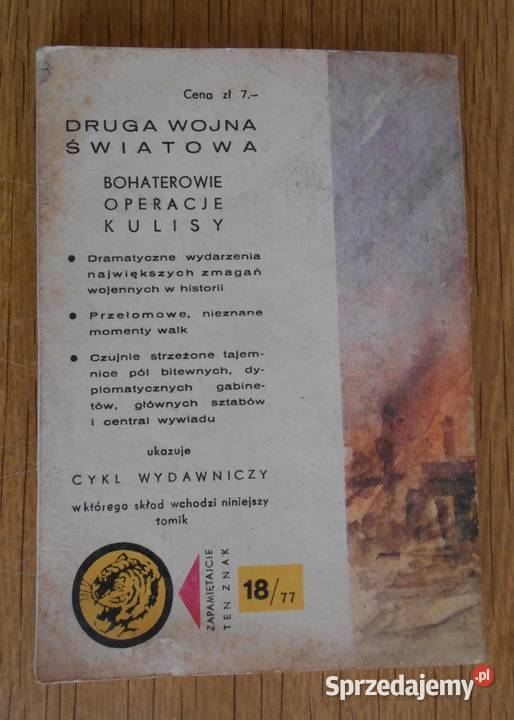 Cena zł 7.–
DRUGA WOJNA
ŚWIATOWA
BOHATEROWIE
OPERACJE
KULISY
● Dramatyczne wydarzenia
największych zmagań
wojennych w historii
● Przełomowe, nieznane
momenty walk
● Czujnie strzeżone tajem-
nice pól bitewnych, dy-
plomatycznych gabine-
tów, głównych sztabów
i central wywiadu
ukazuje
CYKL WYDAWNICZY
w którego skład wchodzi niniejszy
tomik
ZAPAMIĘTAJCIE
TEN ZNAK
18/77
Sprzedajemy.pl